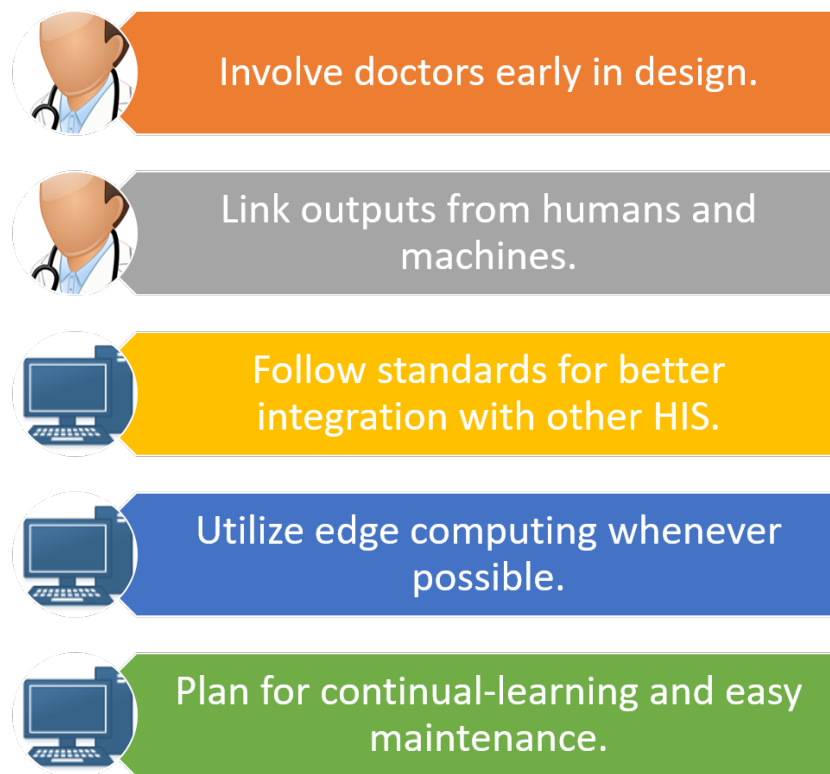 Involve doctors early in design.
Link outputs from humans and
machines.
Follow standards for better
integration with other HIS.
Utilize edge computing whenever
possible.
Plan for continual-learning and easy
maintenance.